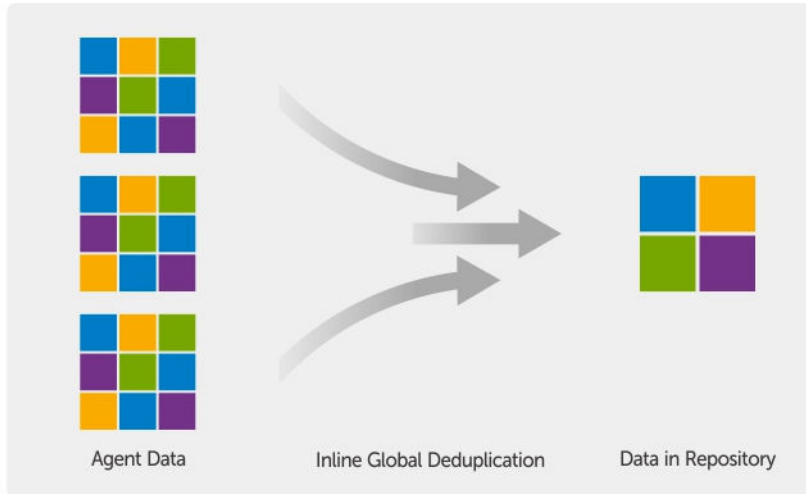 Agent Data
Inline Global Deduplication
Data in Repository